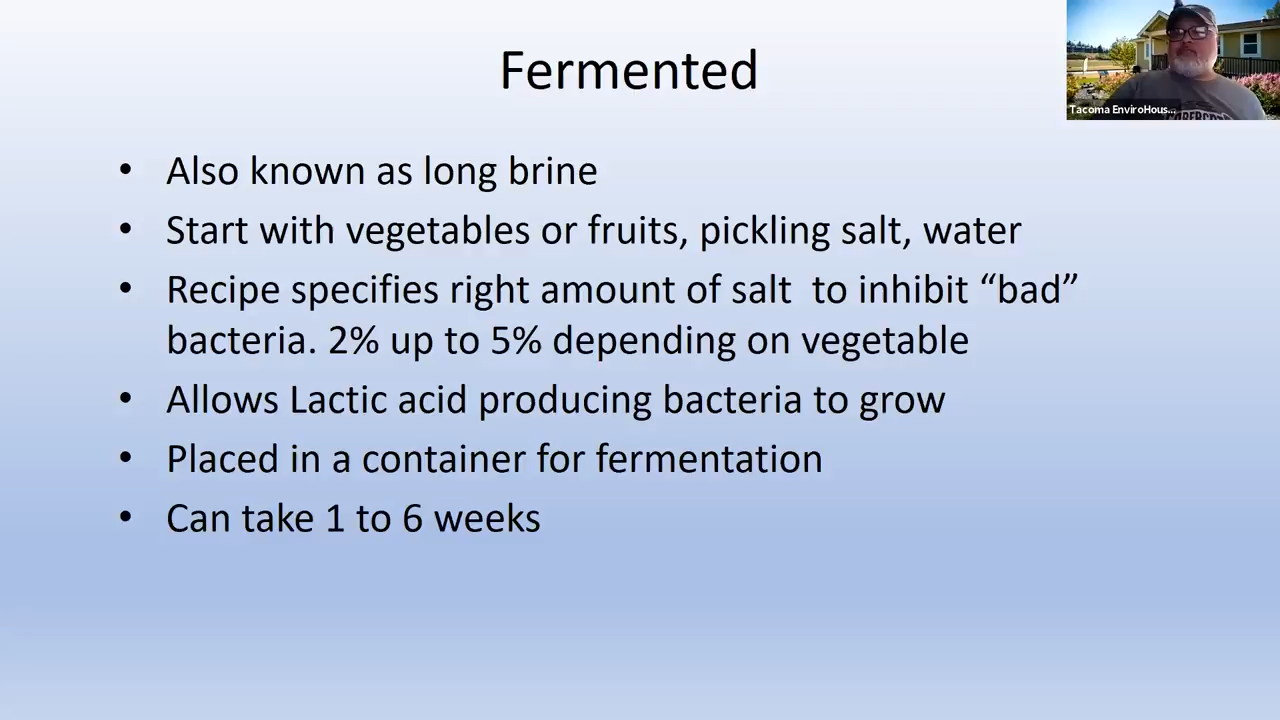 Fermented
Tacoma EnviroHous...
• Also known as long brine
• Start with vegetables or fruits, pickling salt, water
• Recipe specifies right amount of salt  to inhibit “bad”
bacteria. 2% up to 5% depending on vegetable
• Allows Lactic acid producing bacteria to grow
• Placed in a container for fermentation
• Can take 1 to 6 weeks